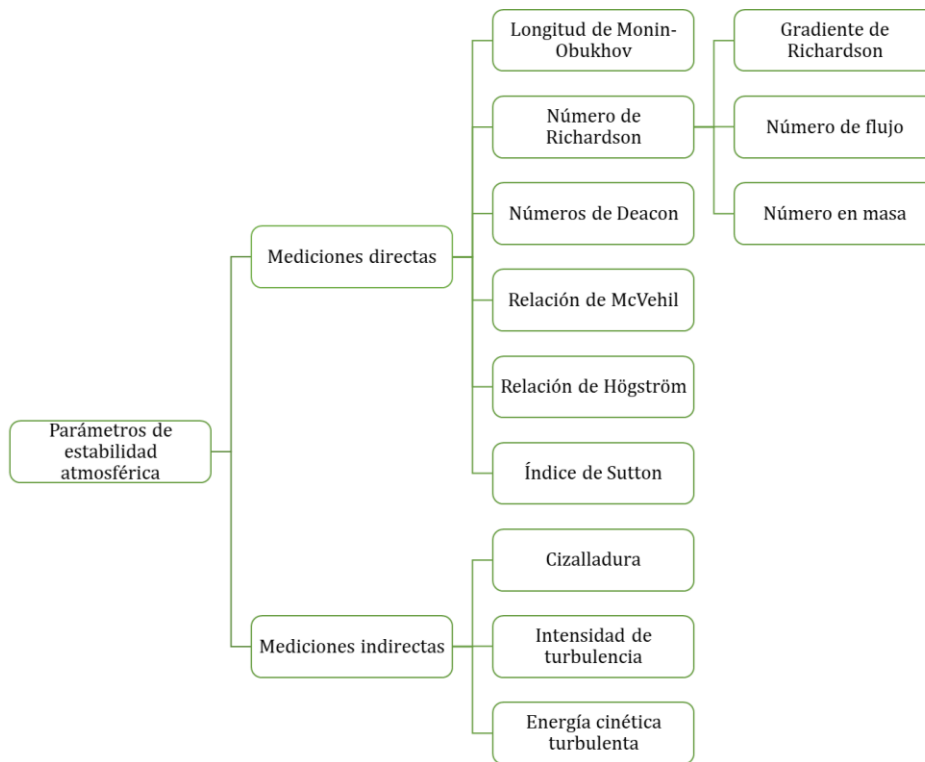 Longitud de Monin-
Obukhov
Gradiente de
Richardson
Número de
Richardson
Número de flujo
Números de Deacon
Número en masa
Mediciones directas
Relación de McVehil
Relación de Högström
Parámetros de
estabilidad
atmosférica
Índice de Sutton
Cizalladura
Mediciones indirectas
Intensidad de
turbulencia
Energía cinética
turbulenta